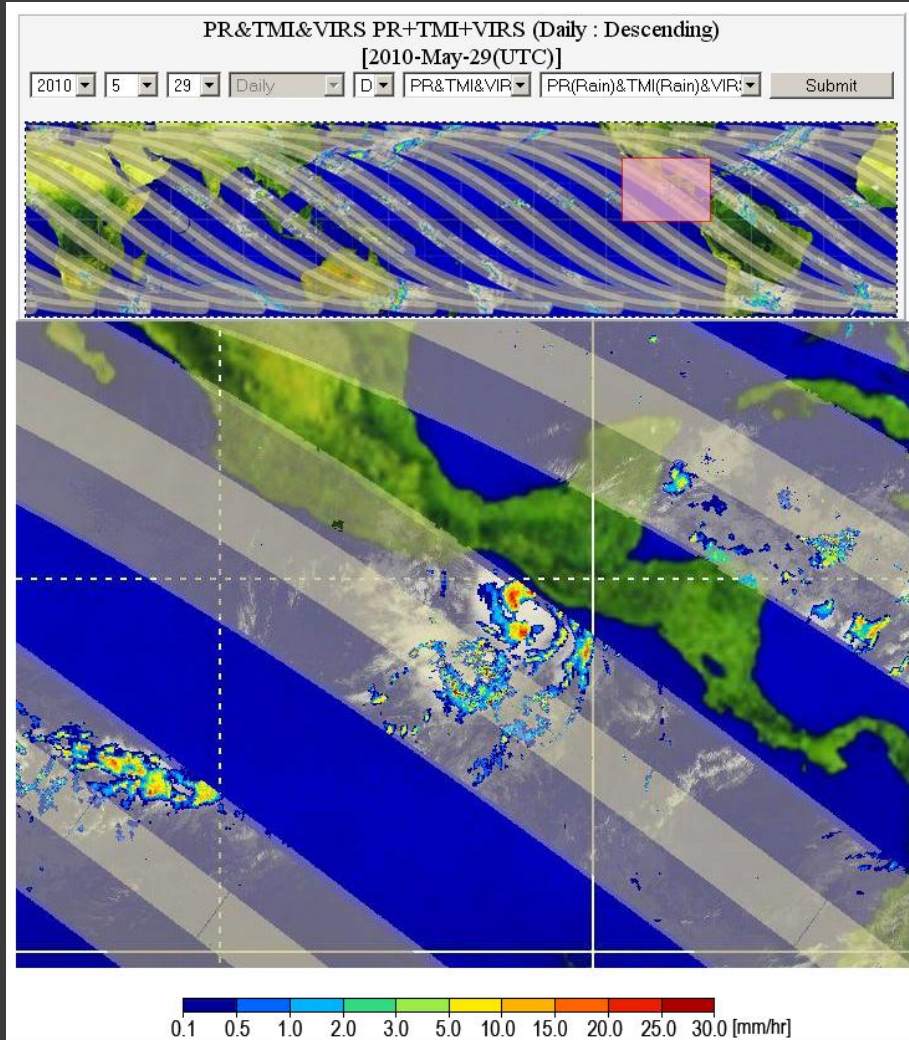 PR&TMI&VIRS PR+TMI+VIRS (Daily : Descending)
[2010-May-29(UTC)]
2010 5 29 Daily D PR&TMI&VIR PR(Rain)&TMI(Rain)&VIR Submit
0.1 0.5 1.0 2.0 3.0 5.0 10.0 15.0 20.0 25.0 30.0 [mm/hr]